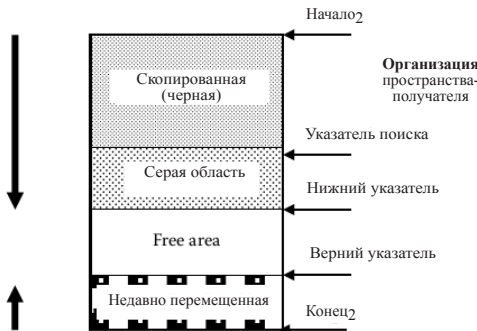 Начало2
Организация
пространства-
получателя
Скопированная
(черная)
Указатель поиска
Серая область
Нижний указатель
Free area
Верний указатель
Недавно перемещенная
Конец2